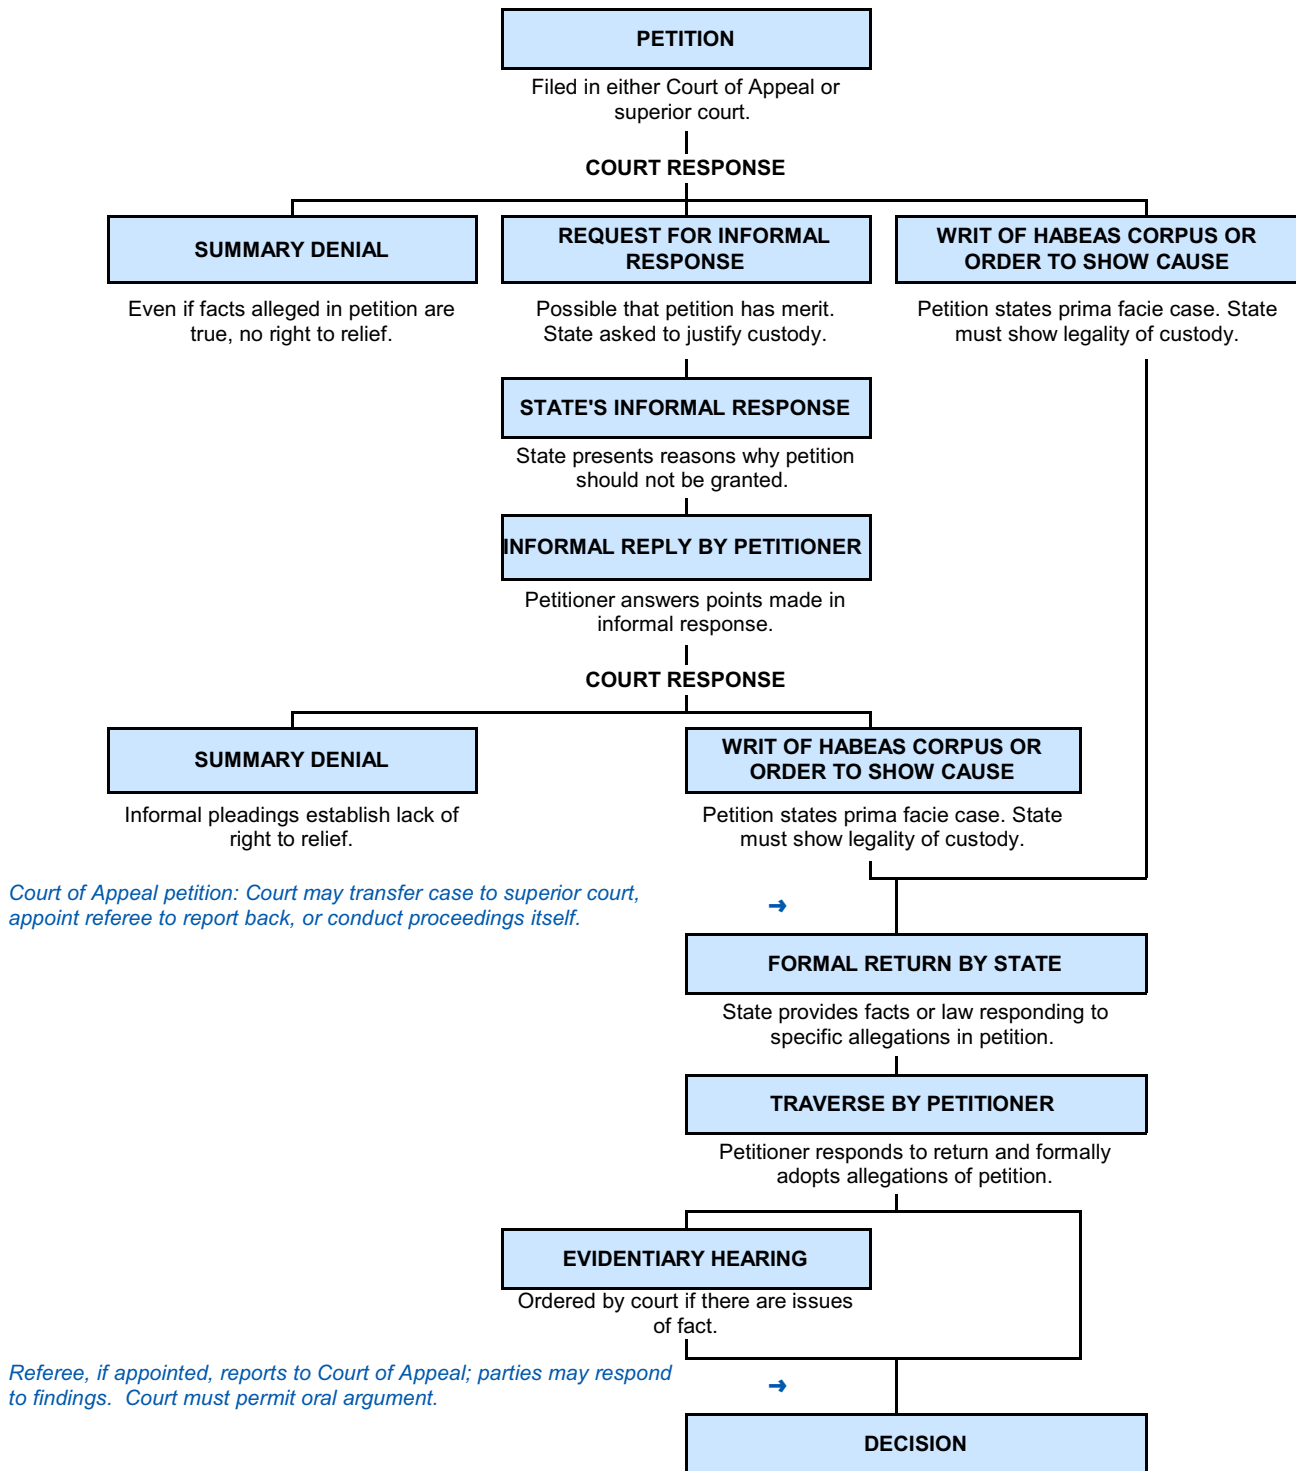 PETITION
Filed in either Court of Appeal or
superior court.
COURT RESPONSE
SUMMARY DENIAL
Even if facts alleged in petition are
true, no right to relief.
REQUEST FOR INFORMAL
RESPONSE
Possible that petition has merit.
State asked to justify custody.
WRIT OF HABEAS CORPUS OR
ORDER TO SHOW CAUSE
Petition states prima facie case. State
must show legality of custody.
STATE'S INFORMAL RESPONSE
State presents reasons why petition
should not be granted.
INFORMAL REPLY BY PETITIONER
Petitioner answers points made in
informal response.
COURT RESPONSE
SUMMARY DENIAL
Informal pleadings establish lack of
right to relief.
WRIT OF HABEAS CORPUS OR
ORDER TO SHOW CAUSE
Petition states prima facie case. State
must show legality of custody.
Court of Appeal petition: Court may transfer case to superior court,
appoint referee to report back, or conduct proceedings itself.
FORMAL RETURN BY STATE
State provides facts or law responding to
specific allegations in petition.
TRAVERSE BY PETITIONER
Petitioner responds to return and formally
adopts allegations of petition.
EVIDENTIARY HEARING
Ordered by court if there are issues
of fact.
Referee, if appointed, reports to Court of Appeal; parties may respond
to findings.  Court must permit oral argument.
DECISION